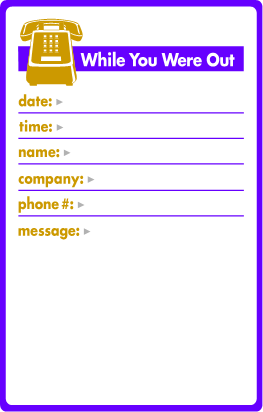 While You Were Out
date:
time:
name:
company:
phone #:
message: